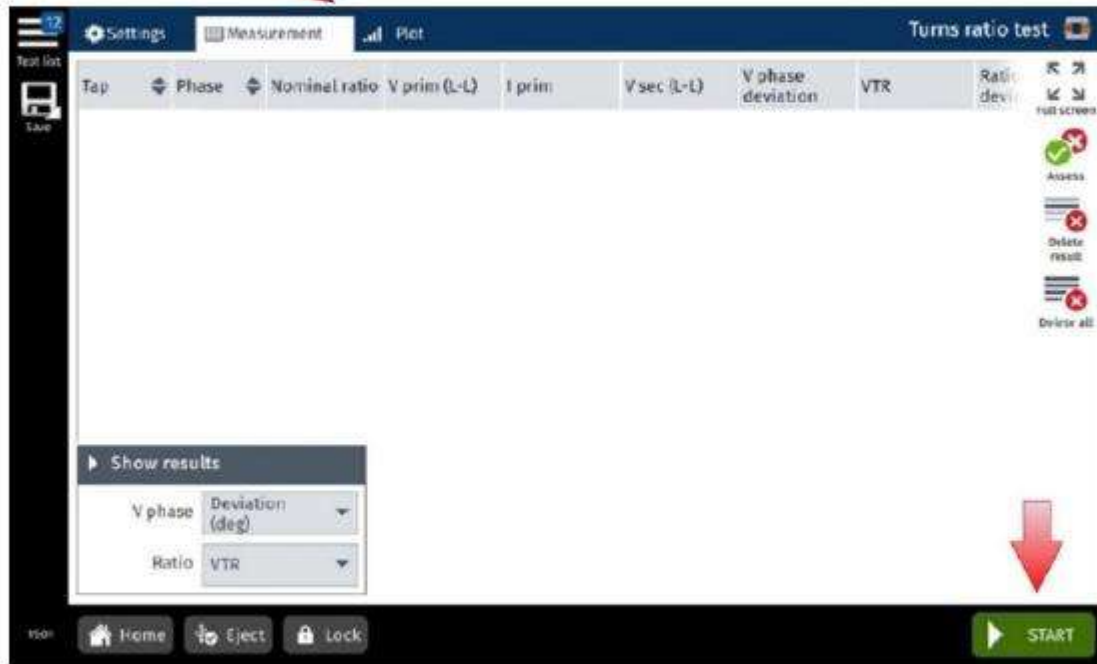 12
Test list
Save
Settings
Measurement
Plot
Turns ratio test
Tap
Phase
Nominal ratio
V prim (L-L)
I prim
V sec (L-L)
V phase
deviation
VTR
Full screen
Assess
Delete
result
Delete all
Show results
V phase
Deviation
(deg)
Ratio
VTR
Home
Eject
Lock
START